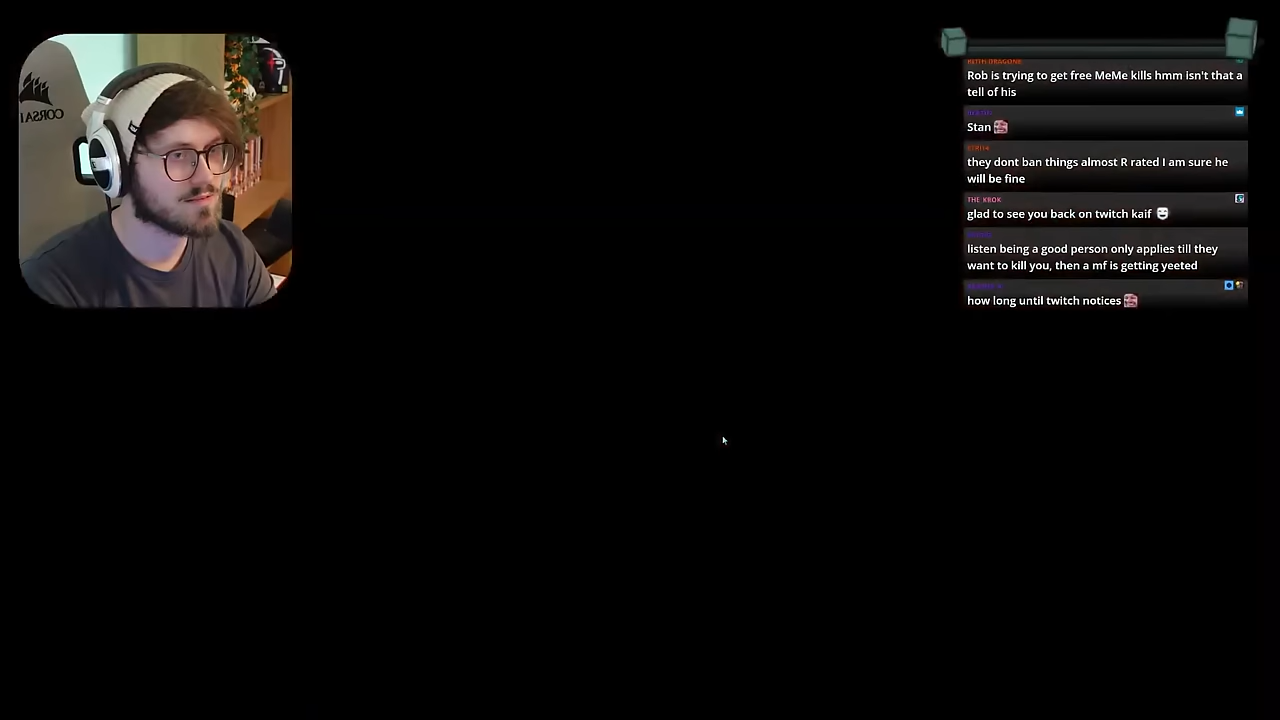 CORSAI
Rob is trying to get free MeMe kills hmm isn't that a
tell of his
Stan
they dont ban things almost R rated I am sure he
will be fine
THE KBOK
glad to see you back on twitch kaif
listen being a good person only applies till they
want to kill you, then a mf is getting yeeted
how long until twitch notices